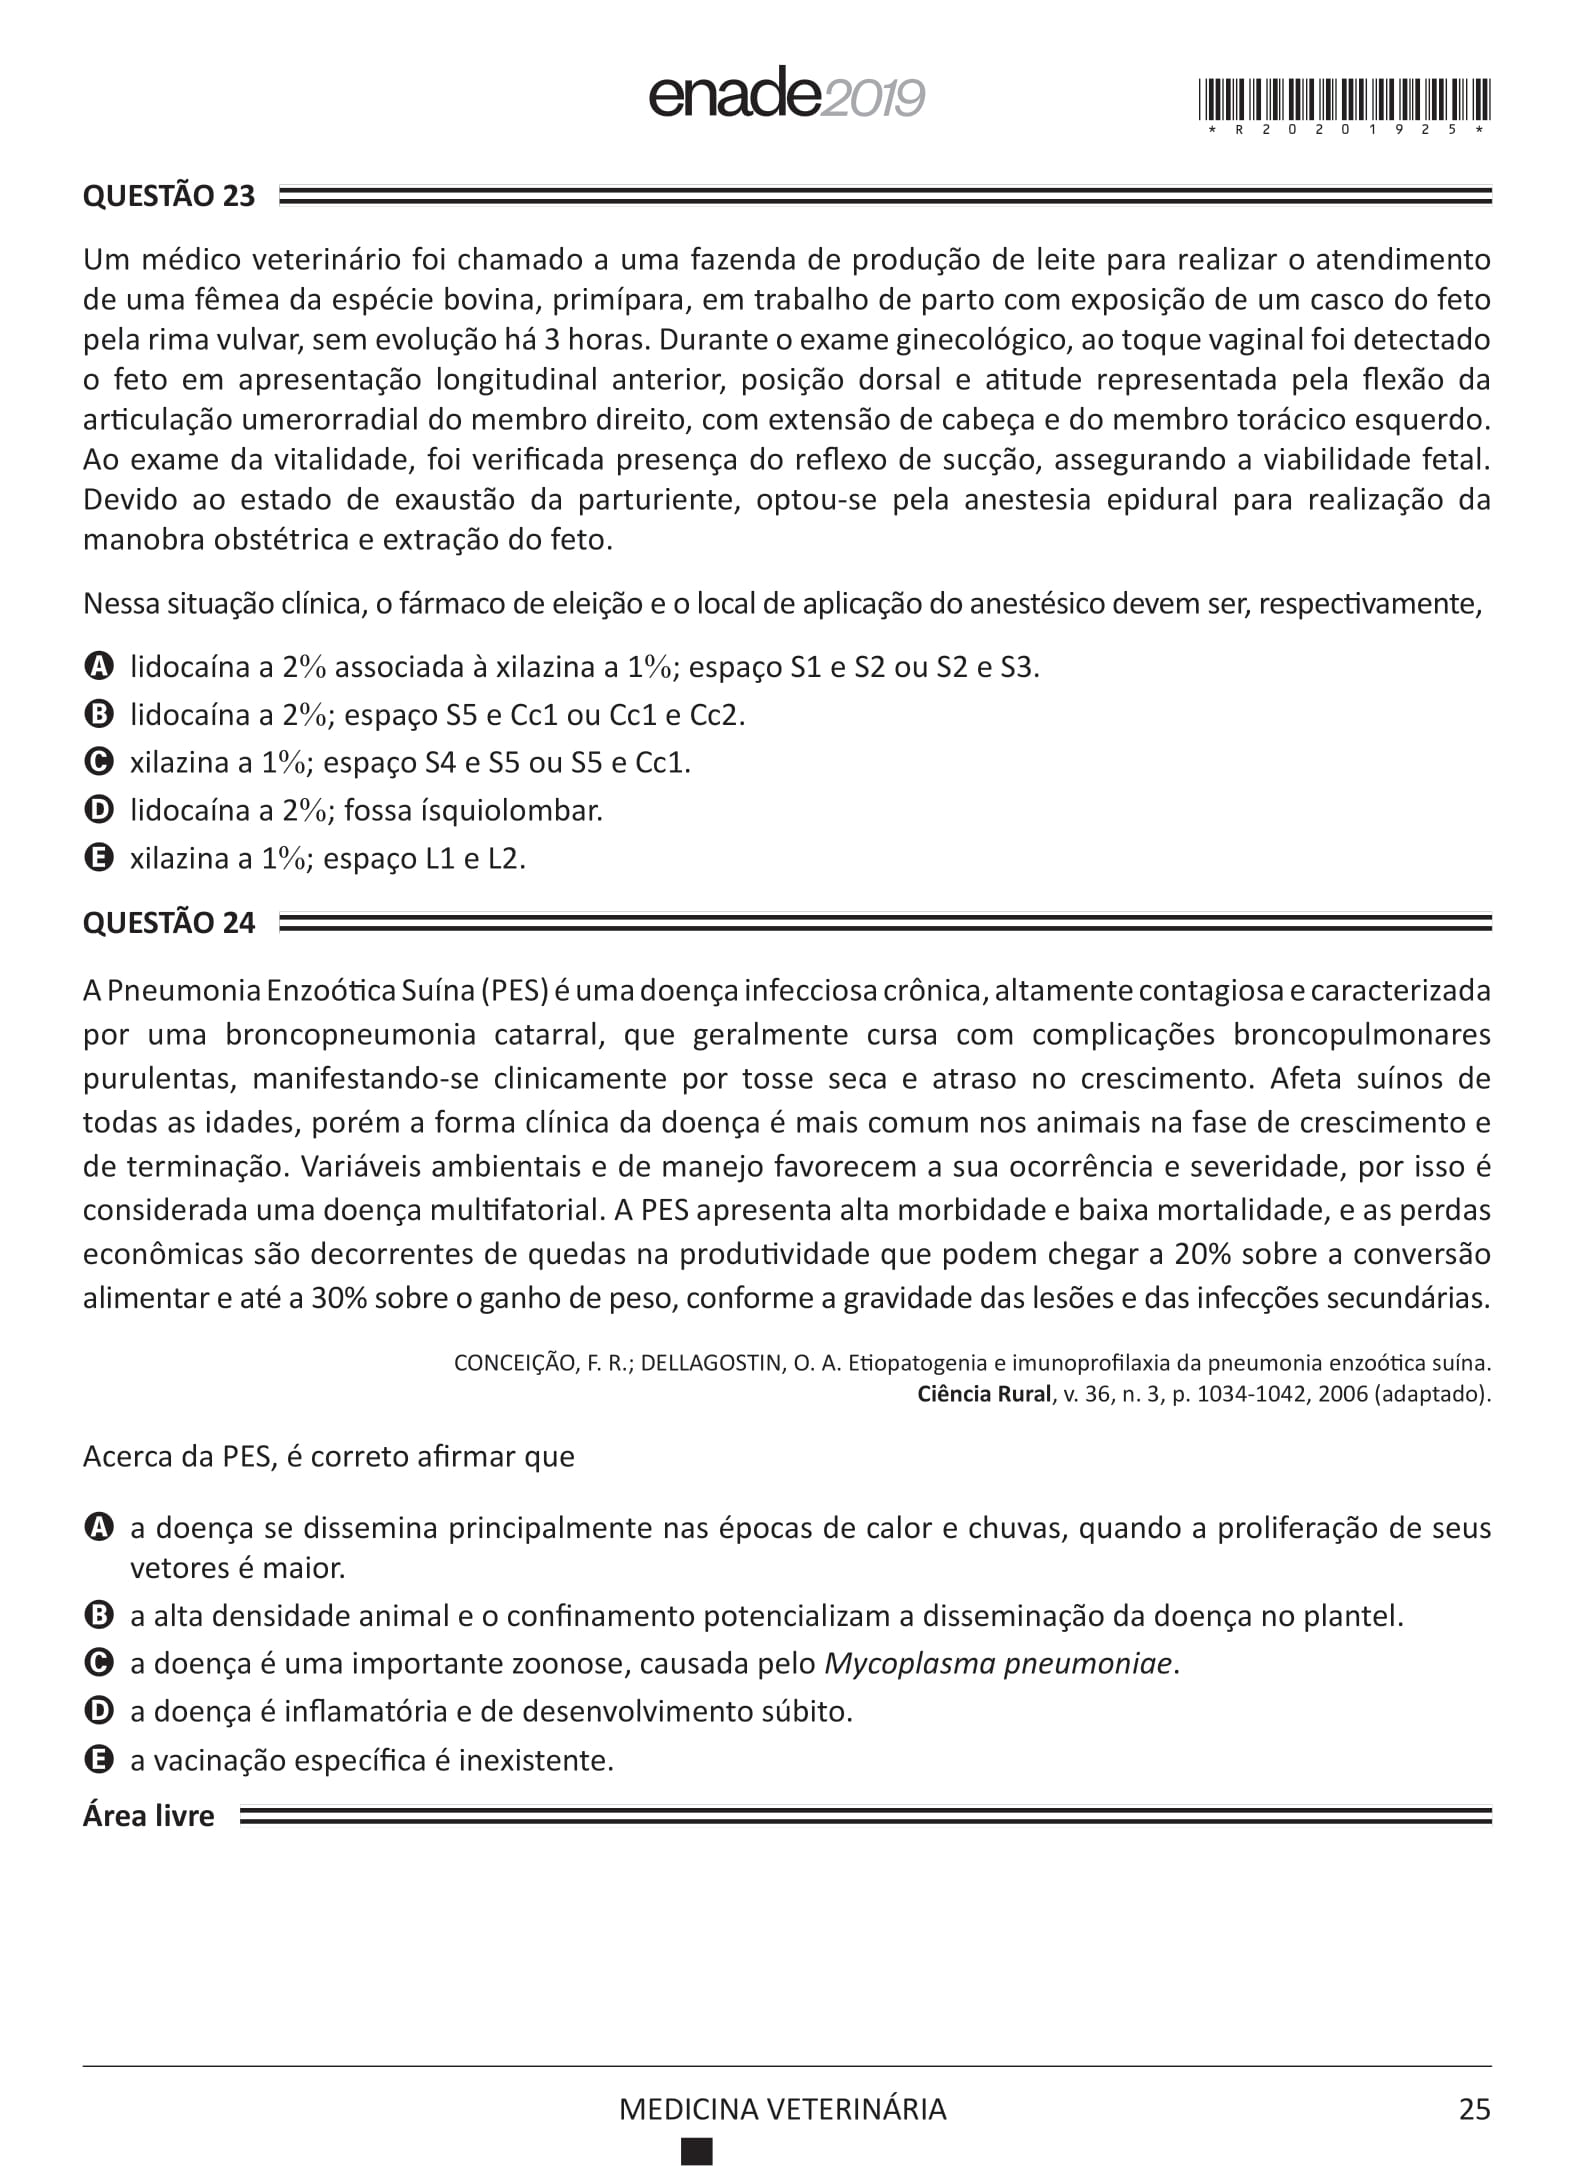 enade2019
*R20201925*
QUESTÃO 23
Um médico veterinário foi chamado a uma fazenda de produção de leite para realizar o atendimento
de uma fêmea da espécie bovina, primípara, em trabalho de parto com exposição de um casco do feto
pela rima vulvar, sem evolução há 3 horas. Durante o exame ginecológico, ao toque vaginal foi detectado
o feto em apresentação longitudinal anterior, posição dorsal e atitude representada pela flexão da
articulação umerorradial do membro direito, com extensão de cabeça e do membro torácico esquerdo.
Ao exame da vitalidade, foi verificada presença do reflexo de sucção, assegurando a viabilidade fetal.
Devido ao estado de exaustão da parturiente, optou-se pela anestesia epidural para realização da
manobra obstétrica e extração do feto.
Nessa situação clínica, o fármaco de eleição e o local de aplicação do anestésico devem ser, respectivamente,
A lidocaína a 2% associada à xilazina a 1%; espaço S1 e S2 ou S2 e S3.
B lidocaína a 2%; espaço S5 e Cc1 ou Cc1 e Cc2.
C xilazina a 1%; espaço S4 e S5 ou S5 e Cc1.
D lidocaína a 2%; fossa ísquiolombar.
E xilazina a 1%; espaço L1 e L2.
QUESTÃO 24
A Pneumonia Enzoótica Suína (PES) é uma doença infecciosa crônica, altamente contagiosa e caracterizada
por uma broncopneumonia catarral, que geralmente cursa com complicações broncopulmonares
purulentas, manifestando-se clinicamente por tosse seca e atraso no crescimento. Afeta suínos de
todas as idades, porém a forma clínica da doença é mais comum nos animais na fase de crescimento e
de terminação. Variáveis ambientais e de manejo favorecem a sua ocorrência e severidade, por isso é
considerada uma doença multifatorial. A PES apresenta alta morbidade e baixa mortalidade, e as perdas
econômicas são decorrentes de quedas na produtividade que podem chegar a 20% sobre a conversão
alimentar e até a 30% sobre o ganho de peso, conforme a gravidade das lesões e das infecções secundárias.
CONCEIÇÃO, F. R.; DELLAGOSTIN, O. A. Etiopatogenia e imunoprofilaxia da pneumonia enzoótica suína.
Ciência Rural, v. 36, n. 3, p. 1034-1042, 2006 (adaptado).
Acerca da PES, é correto afirmar que
A a doença se dissemina principalmente nas épocas de calor e chuvas, quando a proliferação de seus
vetores é maior.
B a alta densidade animal e o confinamento potencializam a disseminação da doença no plantel.
C a doença é uma importante zoonose, causada pelo Mycoplasma pneumoniae.
D a doença é inflamatória e de desenvolvimento súbito.
E a vacinação específica é inexistente.
Área livre
MEDICINA VETERINÁRIA
25